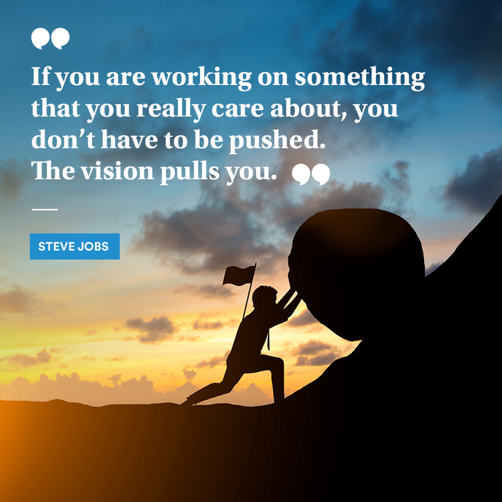 If you are working on something
that you really care about, you
don't have to be pushed.
The vision pulls you.
STEVE JOBS